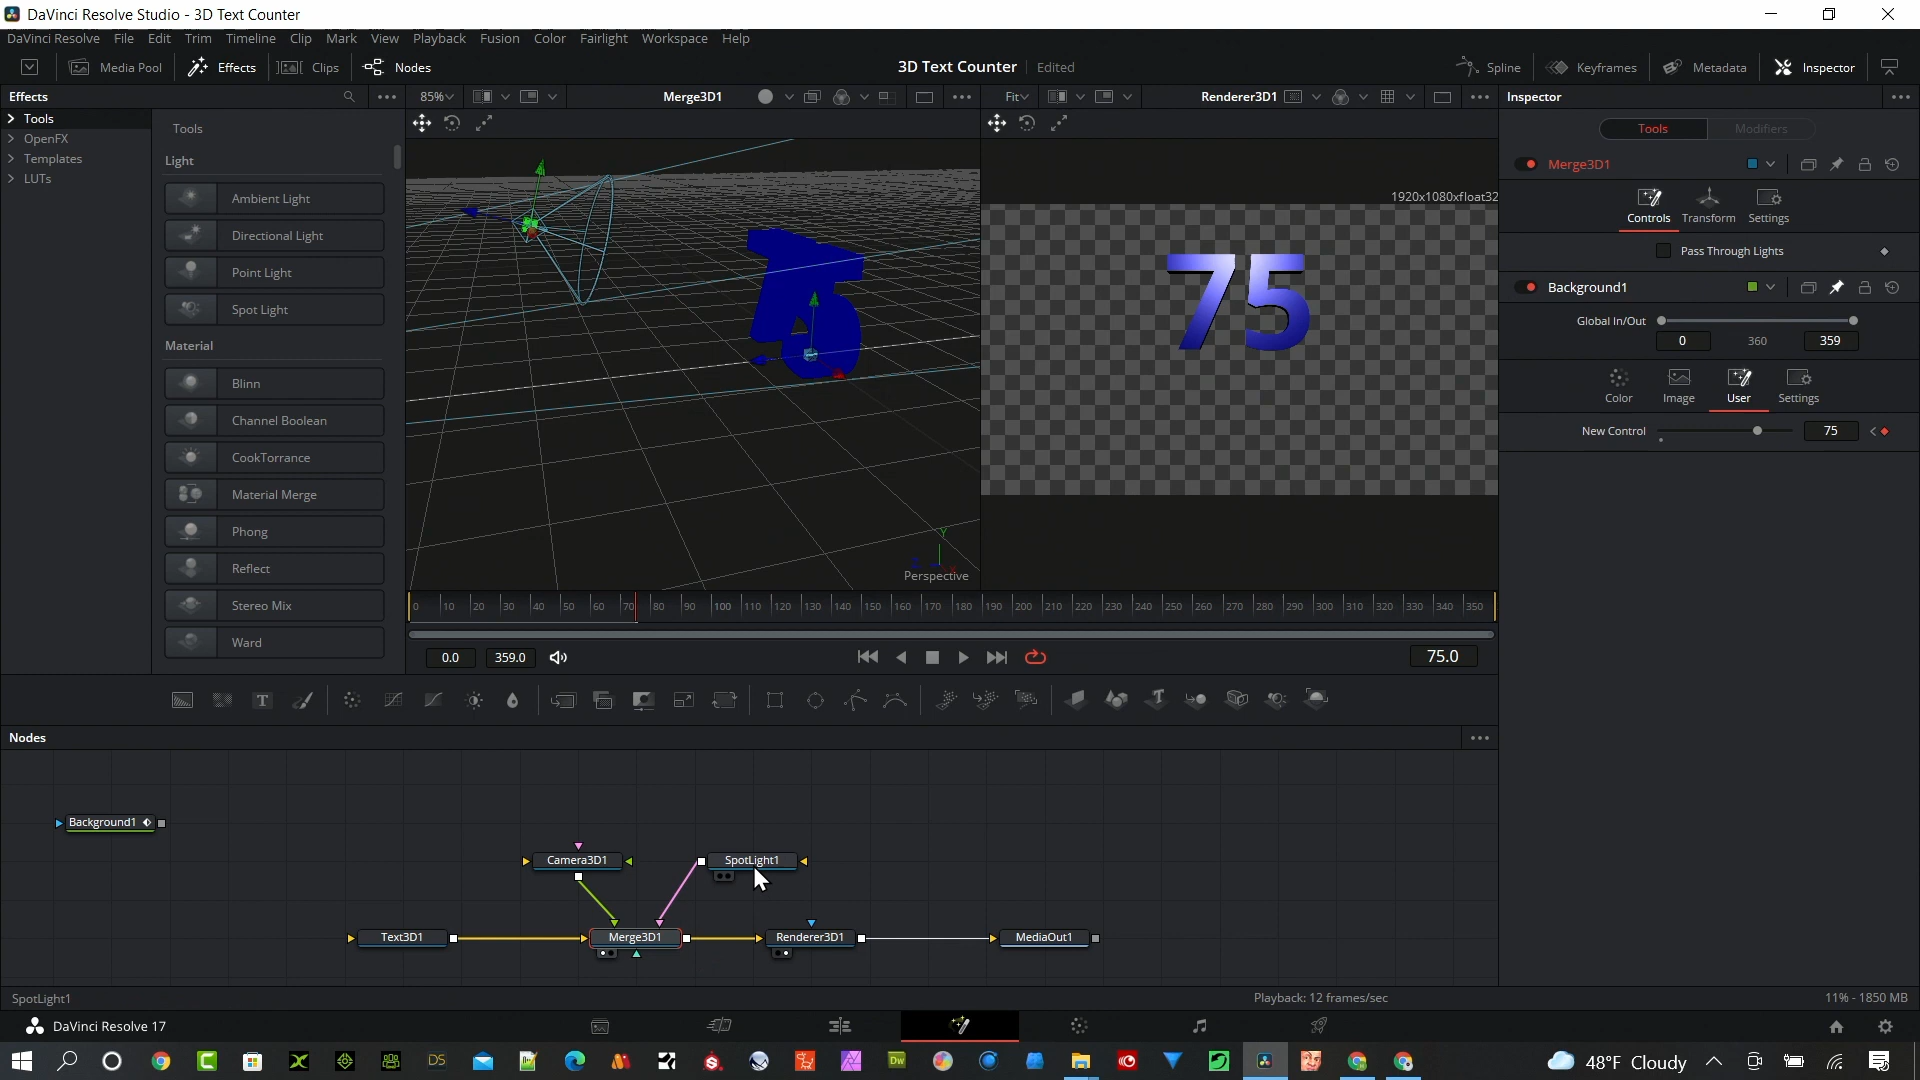 DaVinci Resolve Studio - 3D Text Counter
DaVinci Resolve File Edit Trim Timeline Clip Mark View Playback Fusion Color Fairlight Workspace Help
Media Pool Effects Clips Nodes 3D Text Counter Edited Spline Keyframes Metadata Inspector
Effects 85% Merge3D1 Fit Renderer3D1 Inspector
Tools
OpenFX
Templates
LUTs
Tools
Light
Ambient Light
Directional Light
Point Light
Spot Light
Material
Blinn
Channel Boolean
CookTorrance
Material Merge
Phong
Reflect
Stereo Mix
Ward
75
Y
Perspective
1920x1080xfloat32
75
0 10 20 30 40 50 60 70 80 90 100 110 120 130 140 150 160 170 180 190 200 210 220 230 240 250 260 270 280 290 300 310 320 330 340 350
0.0 359.0 75.0
Tools Modifiers
Merge3D1
Controls Transform Settings
Pass Through Lights
Background1
Global In/Out
0 360 359
Color Image User Settings
New Control 75
Nodes
Background1
Camera3D1 SpotLight1
Text3D1 Merge3D1 Renderer3D1 MediaOut1
SpotLight1 Playback: 12 frames/sec 11% - 1850 MB
DaVinci Resolve 17
DS Dw 48°F Cloudy